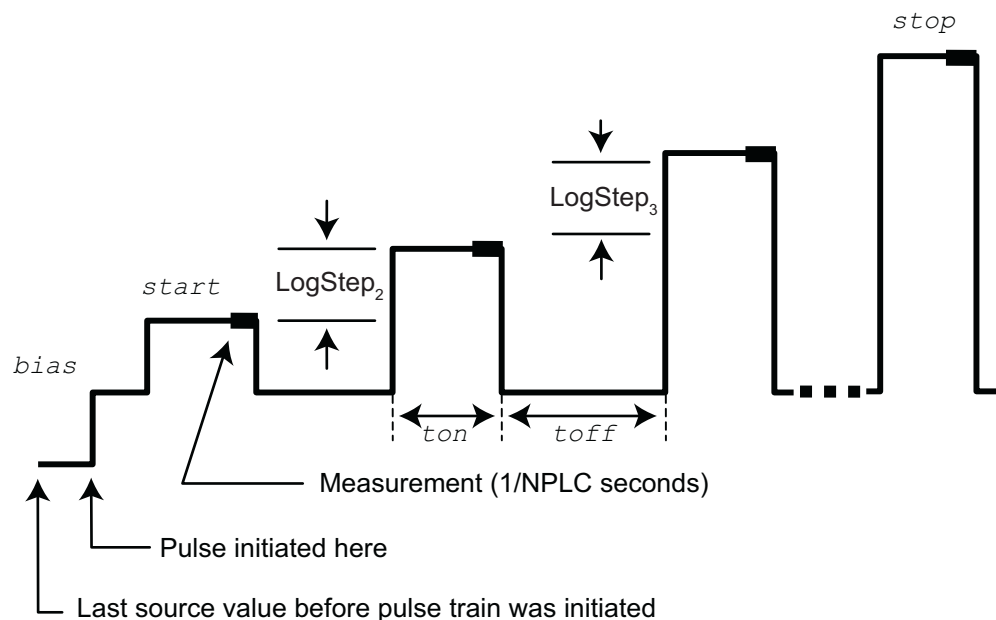 stop
LogStep3
LogStep2
start
bias
ton
toff
Measurement (1/NPLC seconds)
Pulse initiated here
Last source value before pulse train was initiated